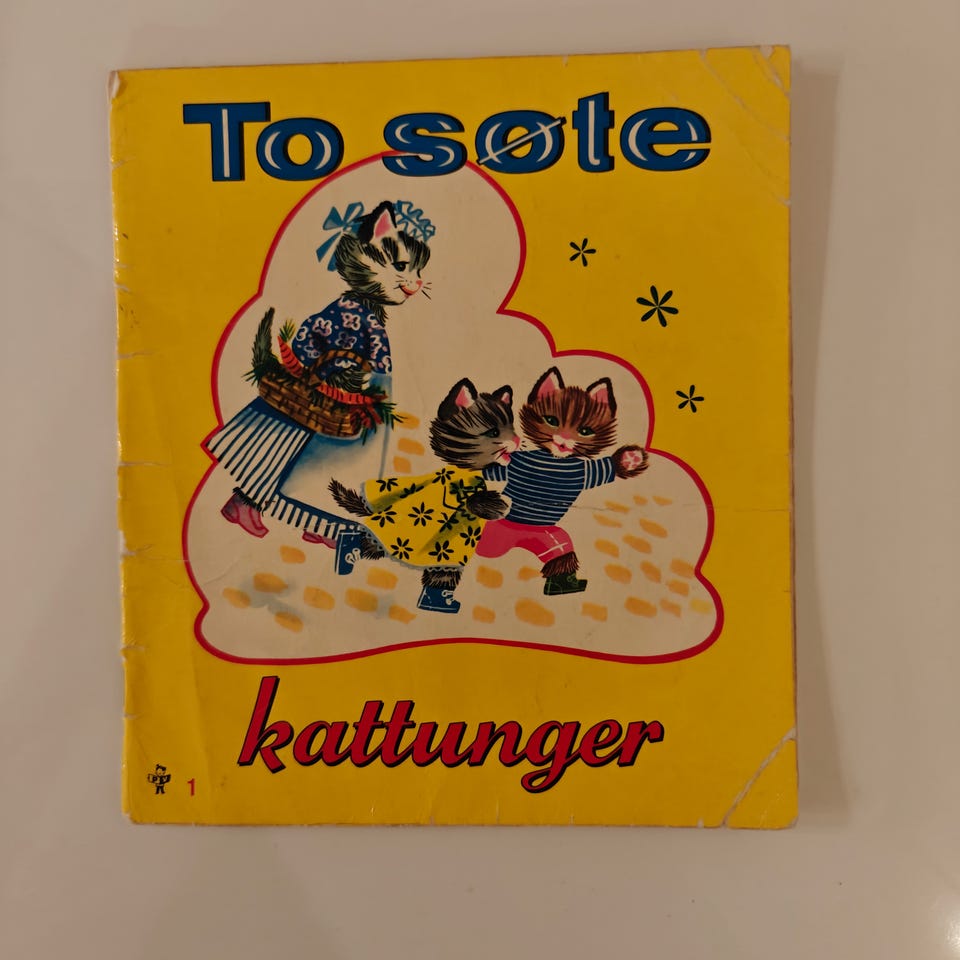 To søte
kattunger
1